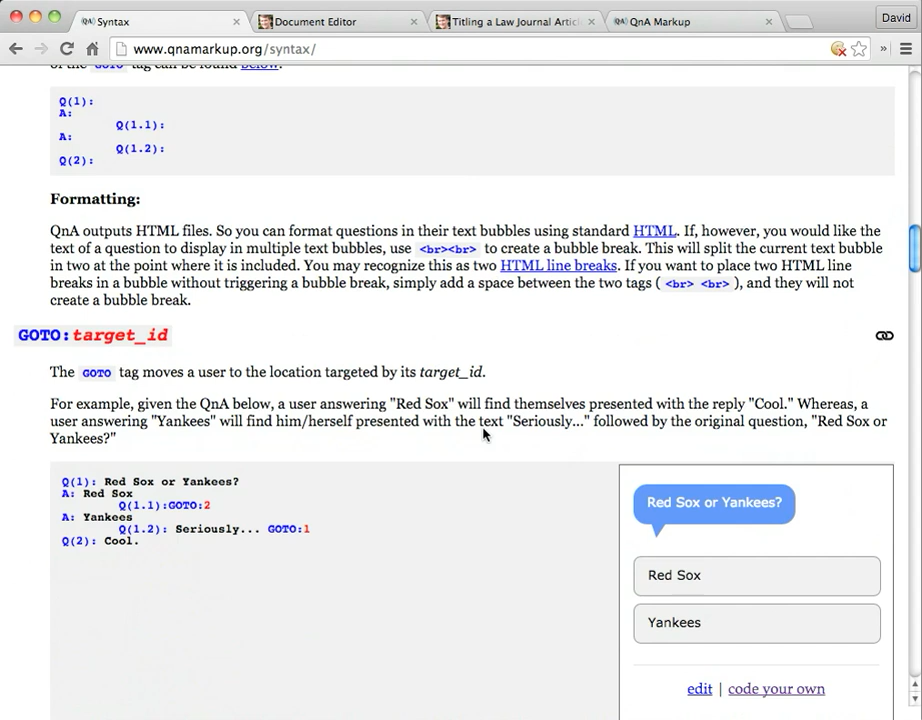 Syntax
Document Editor
Titling a Law Journal Artic
QnA Markup
David
www.qnamarkup.org/syntax/
of the GOTO tag can be found below.
Q(1):
A:
Q(1.1):
A:
Q(1.2):
Q(2):
Formatting:
QnA outputs HTML files. So you can format questions in their text bubbles using standard HTML. If, however, you would like the
text of a question to display in multiple text bubbles, use <br><br> to create a bubble break. This will split the current text bubble
in two at the point where it is included. You may recognize this as two HTML line breaks. If you want to place two HTML line
breaks in a bubble without triggering a bubble break, simply add a space between the two tags ( <br> <br> ), and they will not
create a bubble break.
GOTO:target_id
The GOTO tag moves a user to the location targeted by its target_id.
For example, given the QnA below, a user answering "Red Sox" will find themselves presented with the reply "Cool." Whereas, a
user answering "Yankees" will find him/herself presented with the text "Seriously..." followed by the original question, "Red Sox or
Yankees?"
Q(1): Red Sox or Yankees?
A: Red Sox
Q(1.1):GOTO:2
A: Yankees
Q(1.2): Seriously... GOTO:1
Q(2): Cool.
Red Sox or Yankees?
Red Sox
Yankees
edit | code your own